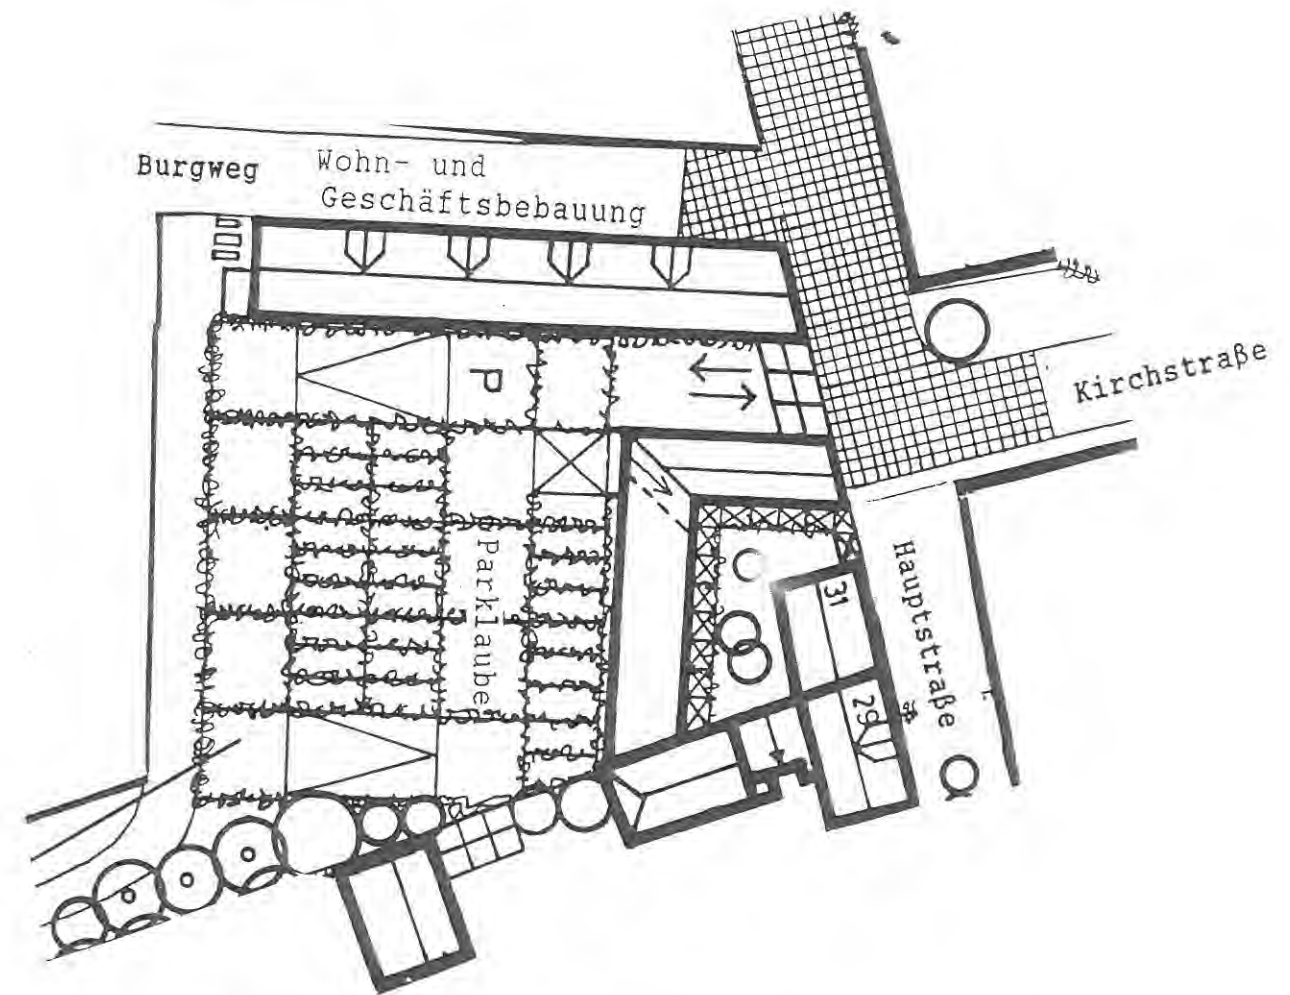 Burgweg
Wohn- und
Geschäftsbebauung
P
Kirchstraße
Parklaube
Hauptstraße
31
29